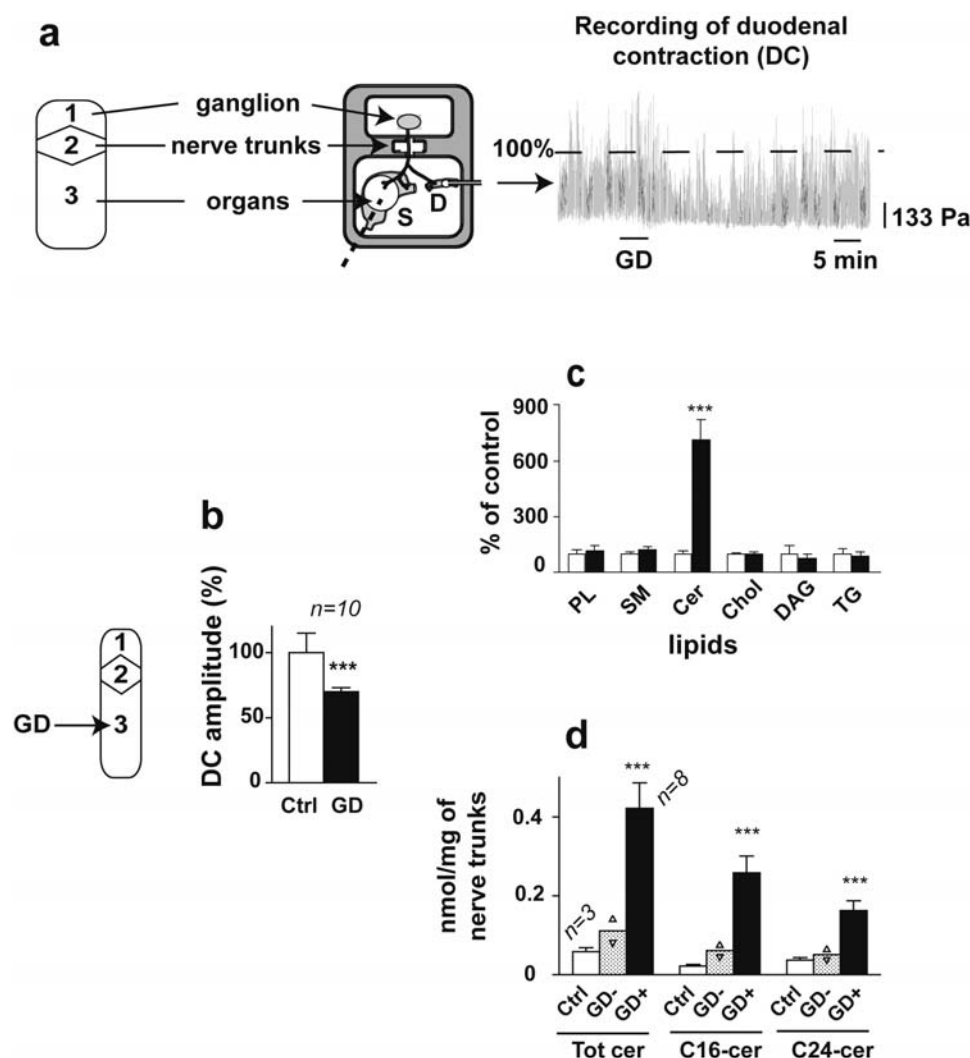 a
Recording of duodenal
contraction (DC)
1
2
3
ganglion
nerve trunks
organs
S
D
100%
133 Pa
GD
5 min
b
n=10
DC amplitude (%)
100
50
0
***
Ctrl GD
1
2
3
GD
c
% of control
900
600
300
0
***
PL SM Cer Chol DAG TG
lipids
d
nmol/mg of
nerve trunks
0.4
0.2
0
n=3
***
n=8
***
***
Ctrl GD- GD+ Ctrl GD- GD+ Ctrl GD- GD+
Tot cer C16-cer C24-cer